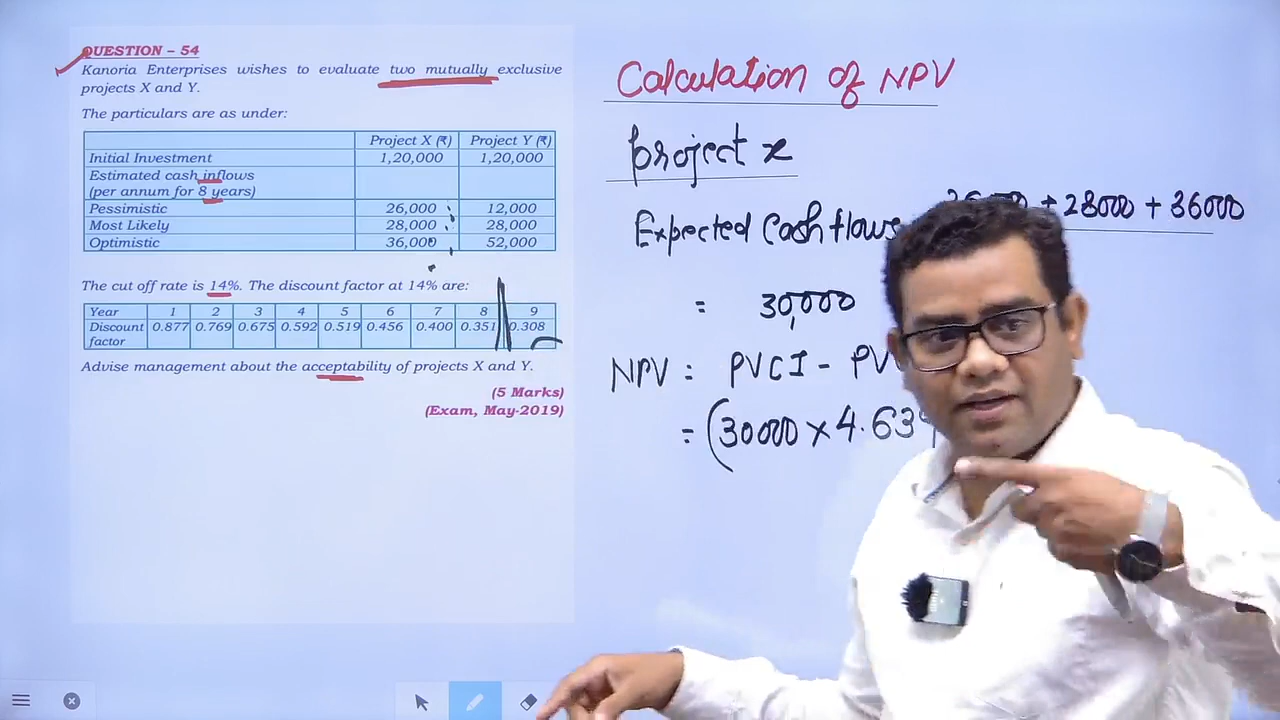 QUESTION – 54
Kanoria Enterprises wishes to evaluate two mutually exclusive
projects X and Y.
The particulars are as under:
Project X (₹) Project Y (₹)
Initial Investment 1,20,000 1,20,000
Estimated cash inflows
(per annum for 8 years)
Pessimistic 26,000 12,000
Most Likely 28,000 28,000
Optimistic 36,000 52,000
The cut off rate is 14%. The discount factor at 14% are:
Year 1 2 3 4 5 6 7 8 9
Discount factor 0.877 0.769 0.675 0.592 0.519 0.456 0.400 0.351 0.308
Advise management about the acceptability of projects X and Y.
(5 Marks)
(Exam, May-2019)
Calculation of NPV
Project x
+ 28000 + 36000
Expected Cash flows
= 30,000
NPV = PVCI - PV
= (30000 × 4.639